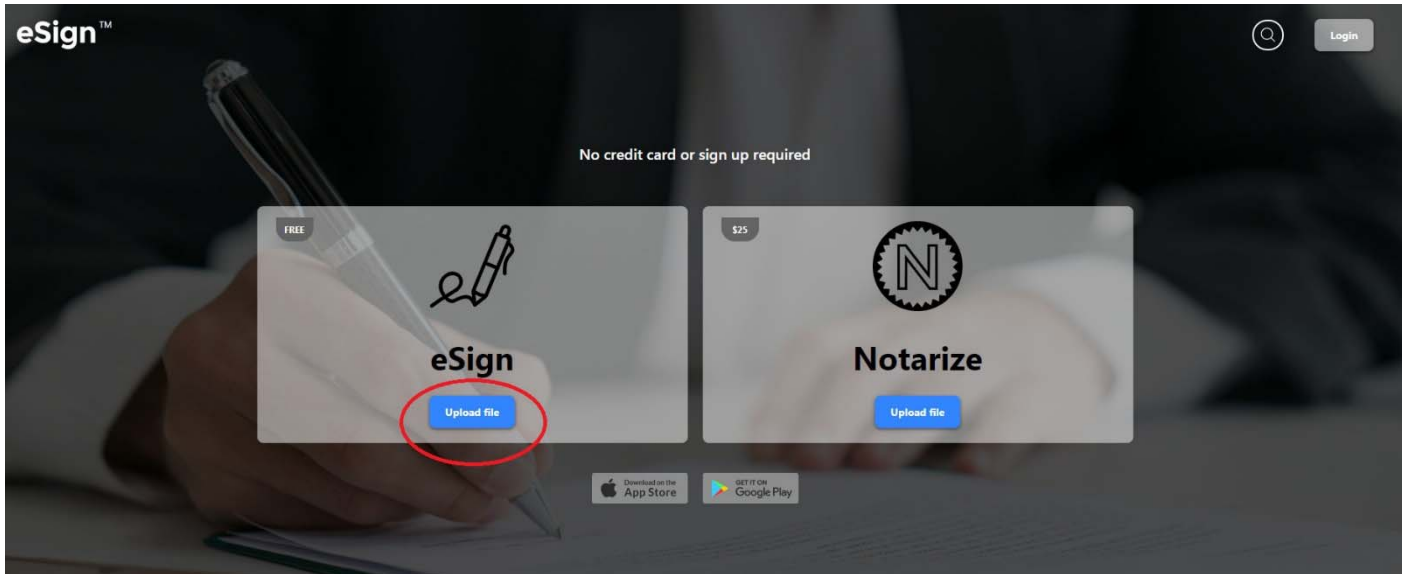 eSign™
Login
No credit card or sign up required
FREE
$25
N
eSign
Notarize
Upload file
Upload file
Download on the
App Store
GET IT ON
Google Play